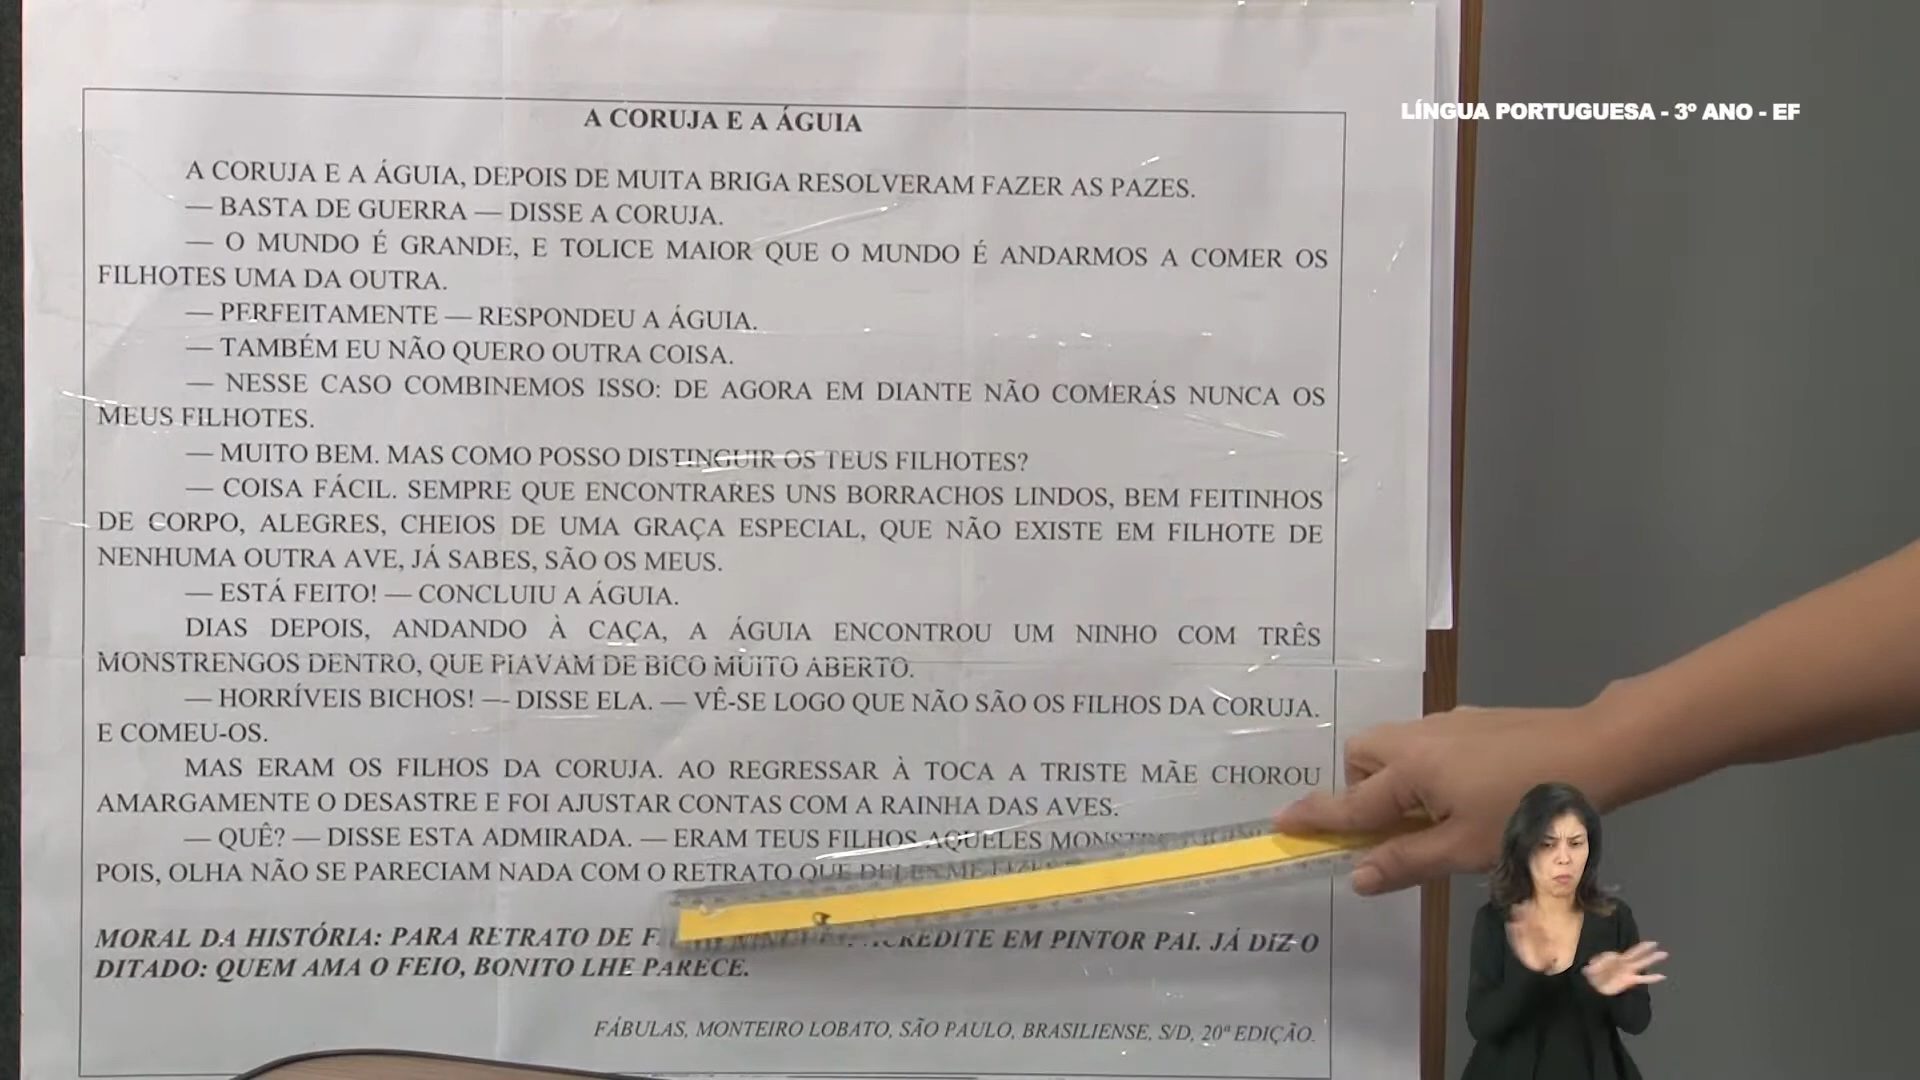 A CORUJA E A ÁGUIA
LÍNGUA PORTUGUESA - 3º ANO - EF
A CORUJA E A ÁGUIA, DEPOIS DE MUITA BRIGA RESOLVERAM FAZER AS PAZES.
— BASTA DE GUERRA — DISSE A CORUJA.
— O MUNDO É GRANDE, E TOLICE MAIOR QUE O MUNDO É ANDARMOS A COMER OS
FILHOTES UMA DA OUTRA.
— PERFEITAMENTE — RESPONDEU A ÁGUIA.
— TAMBÉM EU NÃO QUERO OUTRA COISA.
— NESSE CASO COMBINEMOS ISSO: DE AGORA EM DIANTE NÃO COMERÁS NUNCA OS
MEUS FILHOTES.
— MUITO BEM. MAS COMO POSSO DISTINGUIR OS TEUS FILHOTES?
— COISA FÁCIL. SEMPRE QUE ENCONTRARES UNS BORRACHOS LINDOS, BEM FEITINHOS
DE CORPO, ALEGRES, CHEIOS DE UMA GRAÇA ESPECIAL, QUE NÃO EXISTE EM FILHOTE DE
NENHUMA OUTRA AVE, JÁ SABES, SÃO OS MEUS.
— ESTÁ FEITO! — CONCLUIU A ÁGUIA.
DIAS DEPOIS, ANDANDO À CAÇA, A ÁGUIA ENCONTROU UM NINHO COM TRÊS
MONSTRENGOS DENTRO, QUE PIAVAM DE BICO MUITO ABERTO.
— HORRÍVEIS BICHOS! — DISSE ELA. — VÊ-SE LOGO QUE NÃO SÃO OS FILHOS DA CORUJA.
E COMEU-OS.
MAS ERAM OS FILHOS DA CORUJA. AO REGRESSAR À TOCA A TRISTE MÃE CHOROU
AMARGAMENTE O DESASTRE E FOI AJUSTAR CONTAS COM A RAINHA DAS AVES.
— QUÊ? — DISSE ESTA ADMIRADA. — ERAM TEUS FILHOS AQUELES
POIS, OLHA NÃO SE PARECIAM NADA COM O RETRATO QUE DELES ME
MORAL DA HISTÓRIA: PARA RETRATO DE EM PINTOR PAI. JÁ DIZ O
DITADO: QUEM AMA O FEIO, BONITO LHE PARECE.
FÁBULAS, MONTEIRO LOBATO, SÃO PAULO, BRASILIENSE, S/D, 20ª EDIÇÃO.